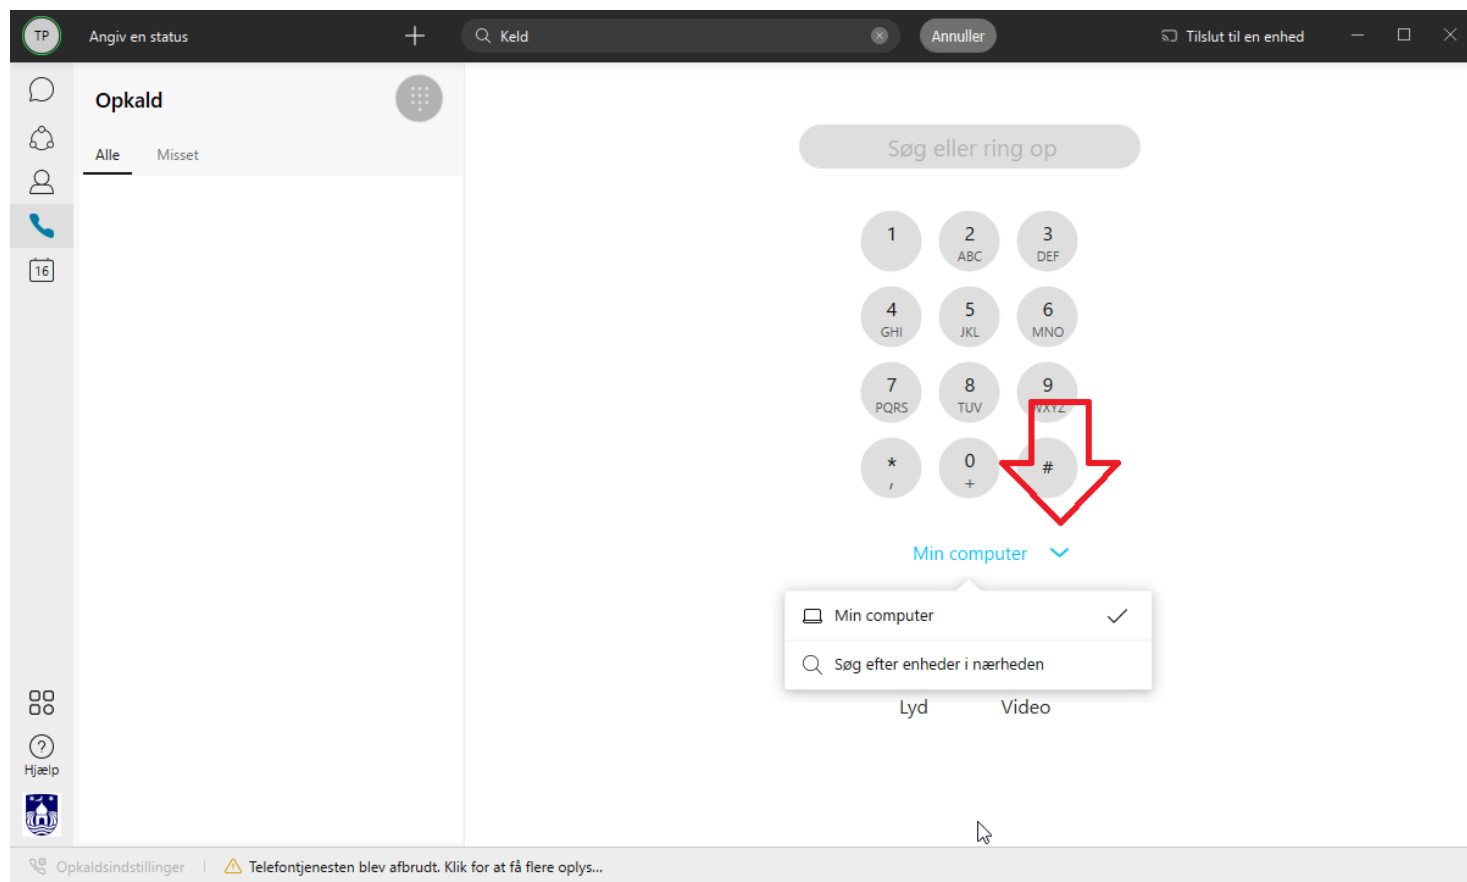 TP
Angiv en status
Keld
Annuller
Tilslut til en enhed
Opkald
Alle
Misset
16
Hjælp
Søg eller ring op
1
2
ABC
3
DEF
4
GHI
5
JKL
6
MNO
7
PQRS
8
TUV
9
WXYZ
*
,
0
+
#
Min computer
Min computer
Søg efter enheder i nærheden
Lyd
Video
Opkaldsindstillinger
Telefontjenesten blev afbrudt. Klik for at få flere oplys...